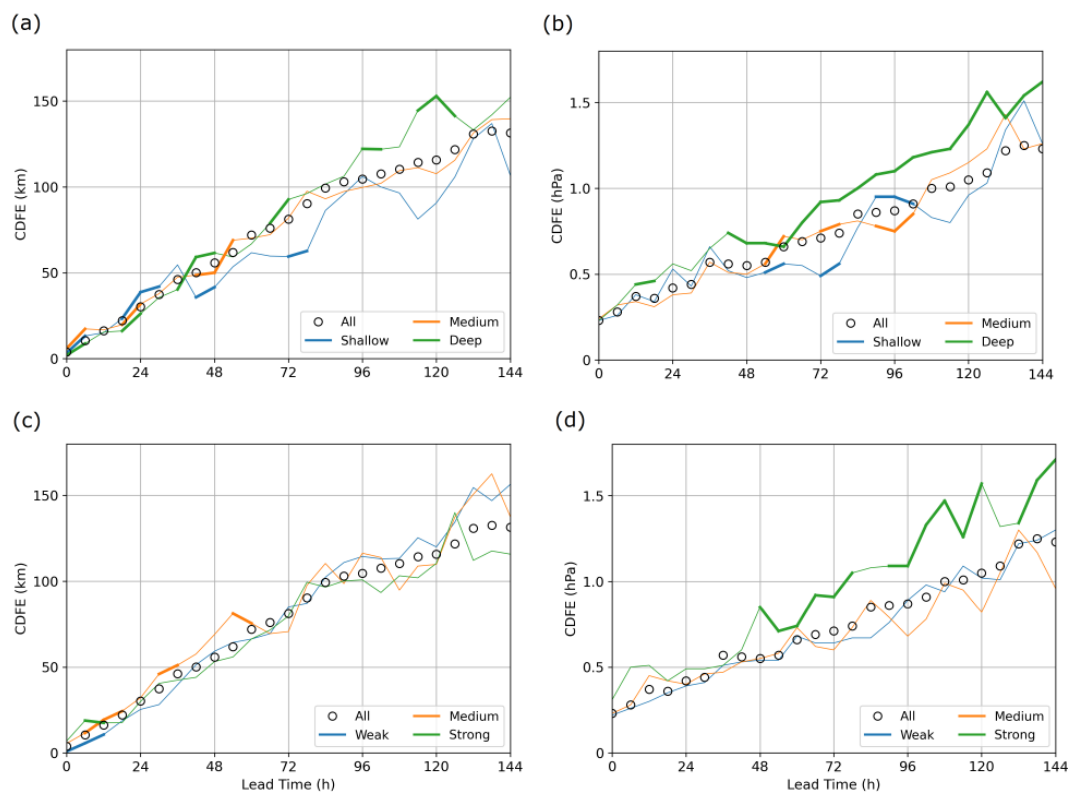 (a)
(b)
CDFE (km)
150
100
50
0
0 24 48 72 96 120 144
All Medium
Shallow Deep
CDFE (hPa)
1.5
1.0
0.5
0
0 24 48 72 96 120 144
All Medium
Shallow Deep
(c)
(d)
CDFE (km)
150
100
50
0
0 24 48 72 96 120 144
Lead Time (h)
All Medium
Weak Strong
CDFE (hPa)
1.5
1.0
0.5
0
0 24 48 72 96 120 144
Lead Time (h)
All Medium
Weak Strong